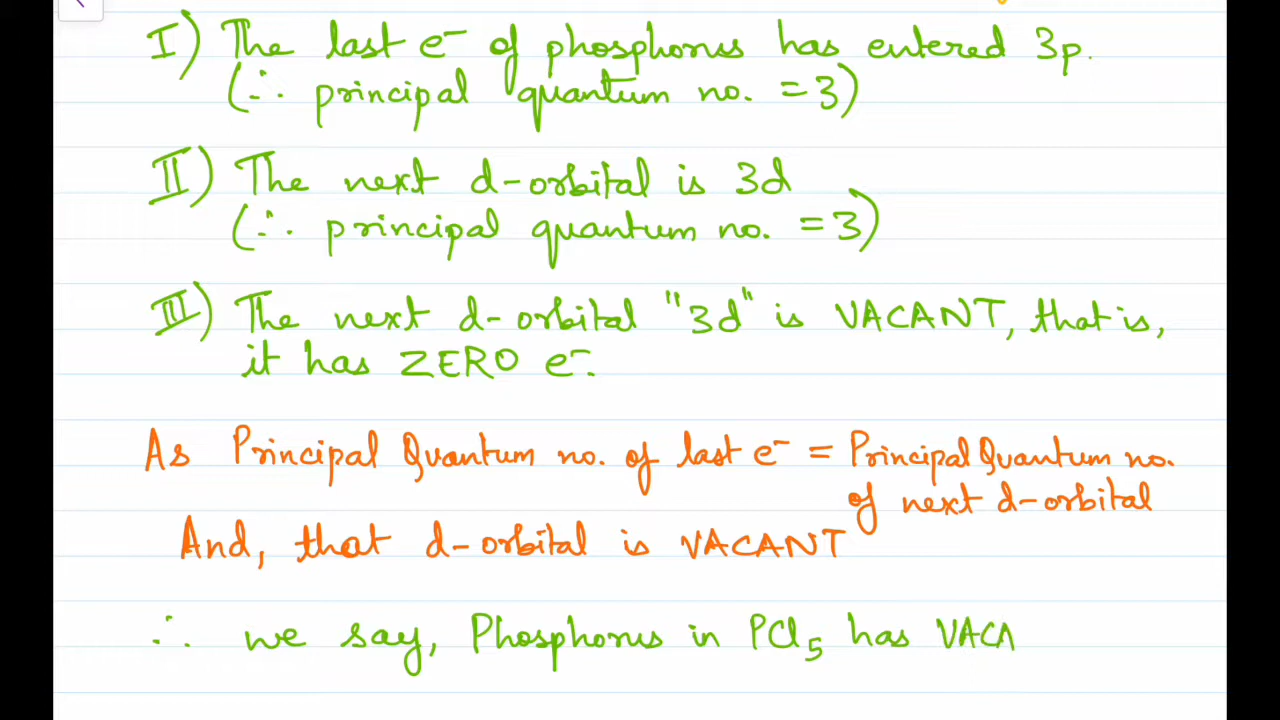 I) The last e⁻ of phosphorus has entered 3p.
(∴ principal quantum no. = 3)
II) The next d-orbital is 3d
(∴ principal quantum no. = 3)
III) The next d-orbital "3d" is VACANT, that is,
it has ZERO e⁻.
As Principal Quantum no. of last e⁻ = Principal Quantum no.
of next d-orbital
And, that d-orbital is VACANT
∴ we say, Phosphorus in PCl₅ has VACA